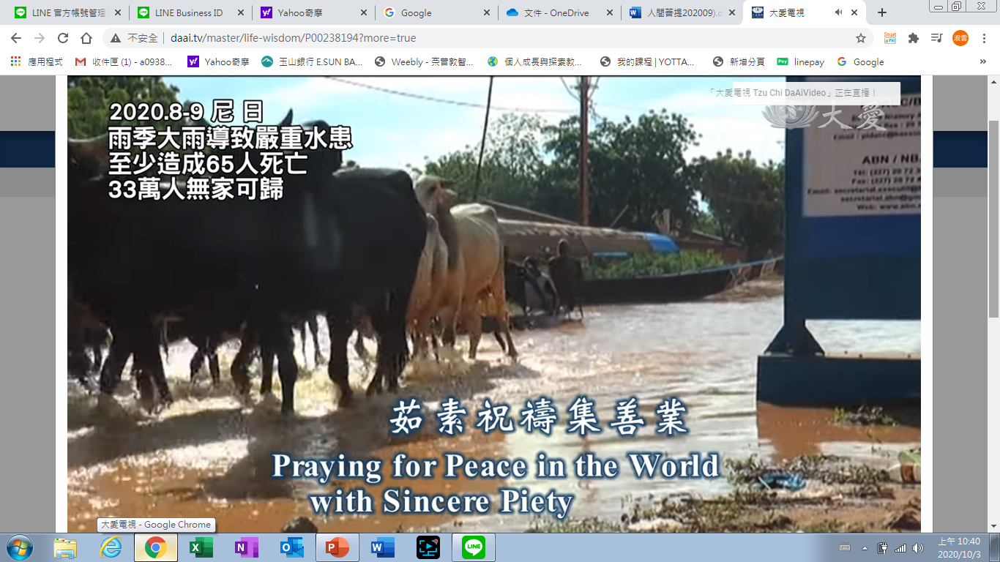 LINE 官方帳號管理
LINE Business ID
Yahoo奇摩
Google
文件 - OneDrive
人間菩提202009).d
大愛電視
不安全
daai.tv/master/life-wisdom/P00238194?more=true
應用程式
收件匣 (1) - a0938...
Yahoo奇摩
玉山銀行 E.SUN BA...
Weebly - 榮譽敦智...
個人成長與探索教...
我的課程 | YOTTA...
新增分頁
linepay
Google
「大愛電視 Tzu Chi DaAiVideo」正在直播！
大愛
2020.8-9 尼日
雨季大雨導致嚴重水患
至少造成65人死亡
33萬人無家可歸
ABN / NB
茹素祝禱集善業
Praying for Peace in the World
with Sincere Piety
大愛電視 - Google Chrome
上午 10:40
2020/10/3